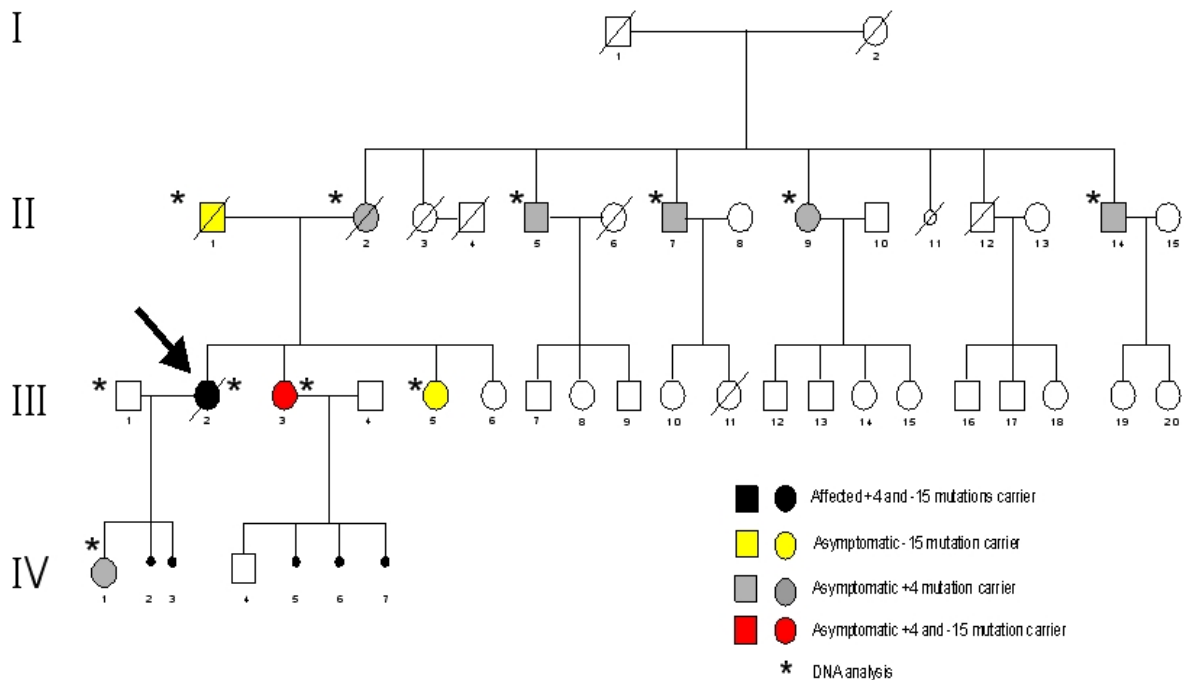 I
1 2
* * * * * *
II
1 2 3 4 5 6 7 8 9 10 11 12 13 14 15
* * * *
III
1 2 3 4 5 6 7 8 9 10 11 12 13 14 15 16 17 18 19 20
Affected +4 and -15 mutations carrier
Asymptomatic -15 mutation carrier
*
IV
1 2 3 4 5 6 7
Asymptomatic +4 mutation carrier
Asymptomatic +4 and -15 mutation carrier
* DNA analysis